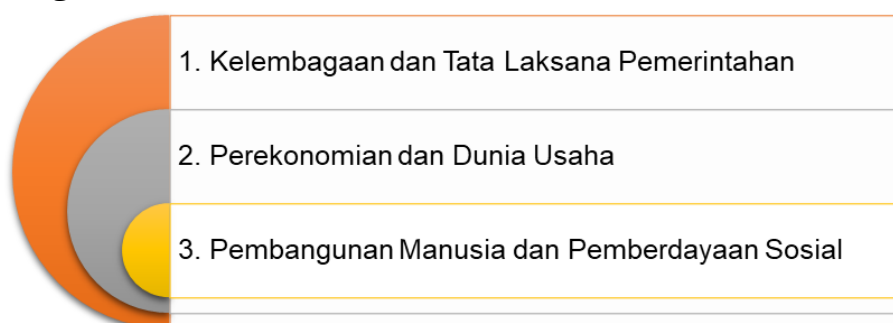 1. Kelembagaan dan Tata Laksana Pemerintahan
2. Perekonomian dan Dunia Usaha
3. Pembangunan Manusia dan Pemberdayaan Sosial